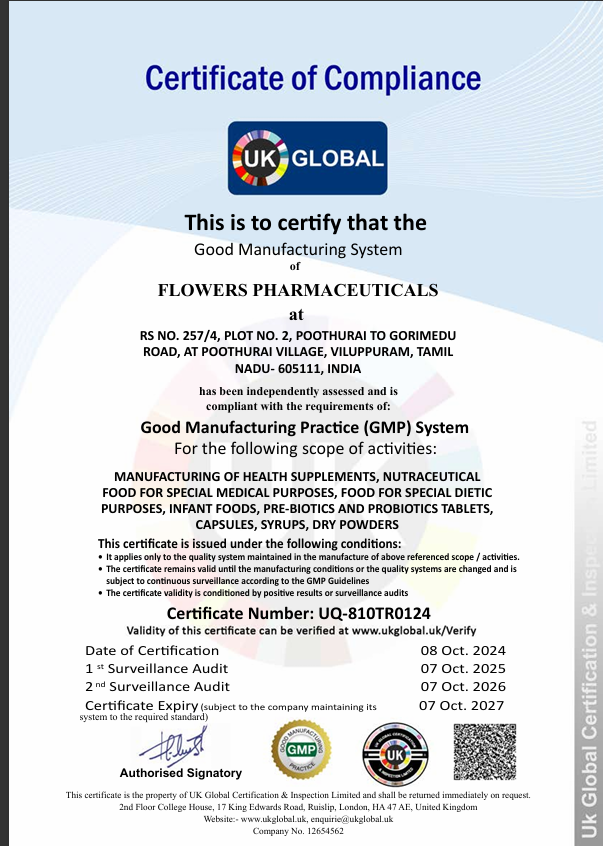 Certificate of Compliance
UK GLOBAL
This is to certify that the
Good Manufacturing System
of
FLOWERS PHARMACEUTICALS
at
RS NO. 257/4, PLOT NO. 2, POOTHURAI TO GORIMEDU
ROAD, AT POOTHURAI VILLAGE, VILUPPURAM, TAMIL
NADU- 605111, INDIA
has been independently assessed and is
compliant with the requirements of:
Good Manufacturing Practice (GMP) System
For the following scope of activities:
MANUFACTURING OF HEALTH SUPPLEMENTS, NUTRACEUTICAL
FOOD FOR SPECIAL MEDICAL PURPOSES, FOOD FOR SPECIAL DIETIC
PURPOSES, INFANT FOODS, PRE-BIOTICS AND PROBIOTICS TABLETS,
CAPSULES, SYRUPS, DRY POWDERS
This certificate is issued under the following conditions:
• It applies only to the quality system maintained in the manufacture of above referenced scope / activities.
• The certificate remains valid until the manufacturing conditions or the quality systems are changed and is
subject to continuous surveillance according to the GMP Guidelines
• The certificate validity is conditioned by positive results or surveillance audits
Certificate Number: UQ-810TR0124
Validity of this certificate can be verified at www.ukglobal.uk/Verify
Date of Certification 08 Oct. 2024
1 st Surveillance Audit 07 Oct. 2025
2 nd Surveillance Audit 07 Oct. 2026
Certificate Expiry (subject to the company maintaining its 07 Oct. 2027
system to the required standard)
Authorised Signatory
GOOD MANUFACTURING
GMP
PRACTICE
UK GLOBAL CERTIFICATION
UK
& INSPECTION LIMITED
This certificate is the property of UK Global Certification & Inspection Limited and shall be returned immediately on request.
2nd Floor College House, 17 King Edwards Road, Ruislip, London, HA 47 AE, United Kingdom
Website:- www.ukglobal.uk, enquirie@ukglobal.uk
Company No. 12654562
Uk Global Certification & Inspection Limited